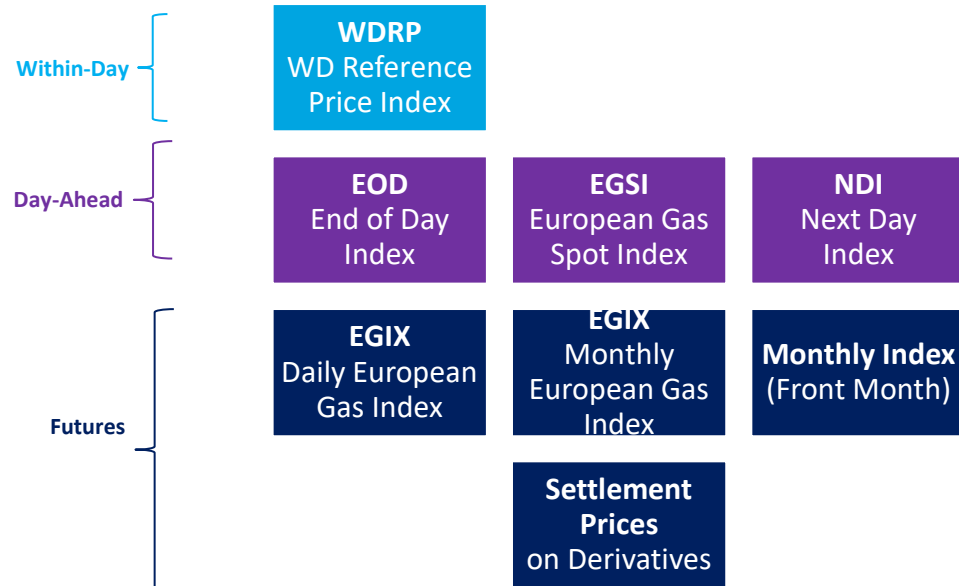 Within-Day
WDRP
WD Reference
Price Index
Day-Ahead
EOD
End of Day
Index
EGSI
European Gas
Spot Index
NDI
Next Day
Index
Futures
EGIX
Daily European
Gas Index
EGIX
Monthly
European Gas
Index
Monthly Index
(Front Month)
Settlement
Prices
on Derivatives